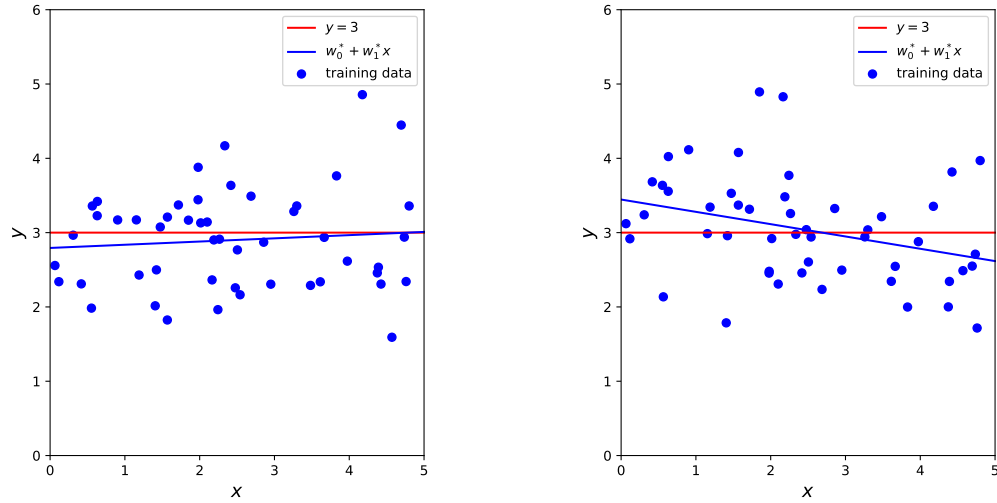 6
5
4
3
2
1
0
0 1 2 3 4 5
y
x
y = 3
w₀* + w₁*x
training data
6
5
4
3
2
1
0
0 1 2 3 4 5
y
x
y = 3
w₀* + w₁*x
training data